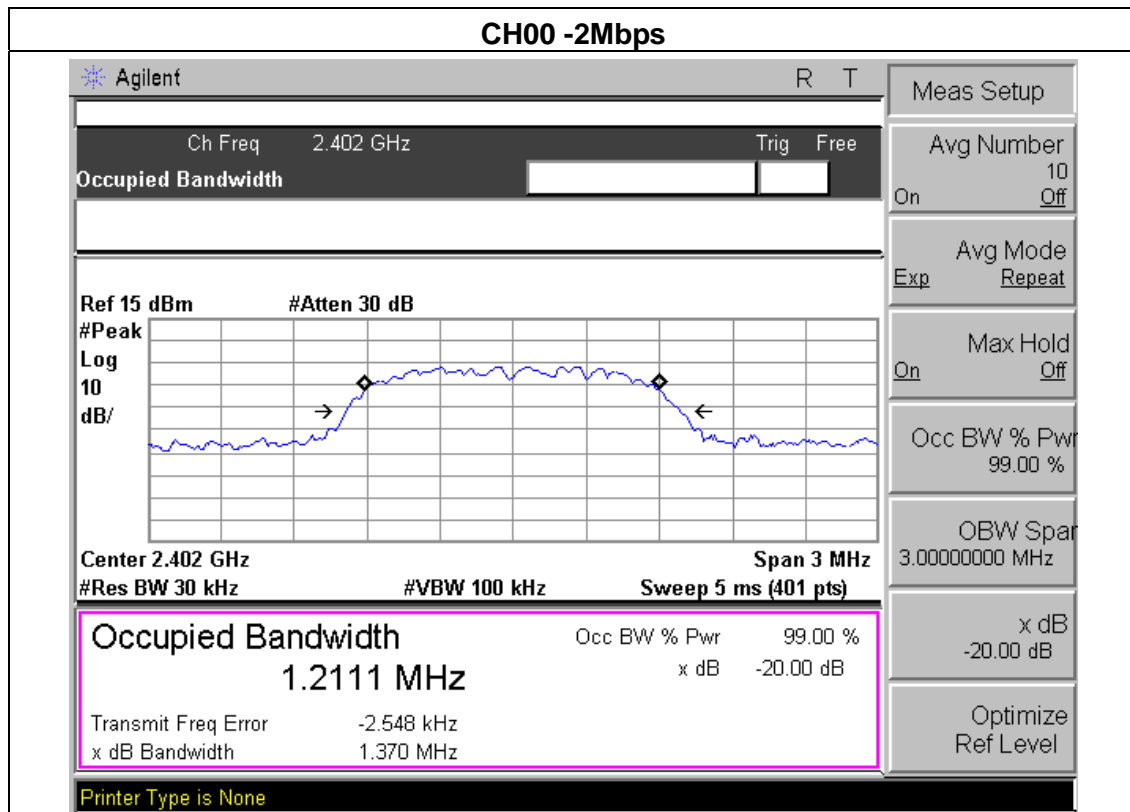 CH00 -2Mbps
Agilent R T
Ch Freq 2.402 GHz Trig Free
Occupied Bandwidth
Ref 15 dBm #Atten 30 dB
#Peak
Log
10
dB/
Center 2.402 GHz Span 3 MHz
#Res BW 30 kHz #VBW 100 kHz Sweep 5 ms (401 pts)
Occupied Bandwidth Occ BW % Pwr 99.00 %
1.2111 MHz x dB -20.00 dB
Transmit Freq Error -2.548 kHz
x dB Bandwidth 1.370 MHz
Printer Type is None
Meas Setup
Avg Number
10
On Off
Avg Mode
Exp Repeat
Max Hold
On Off
Occ BW % Pwr
99.00 %
OBW Span
3.00000000 MHz
x dB
-20.00 dB
Optimize
Ref Level